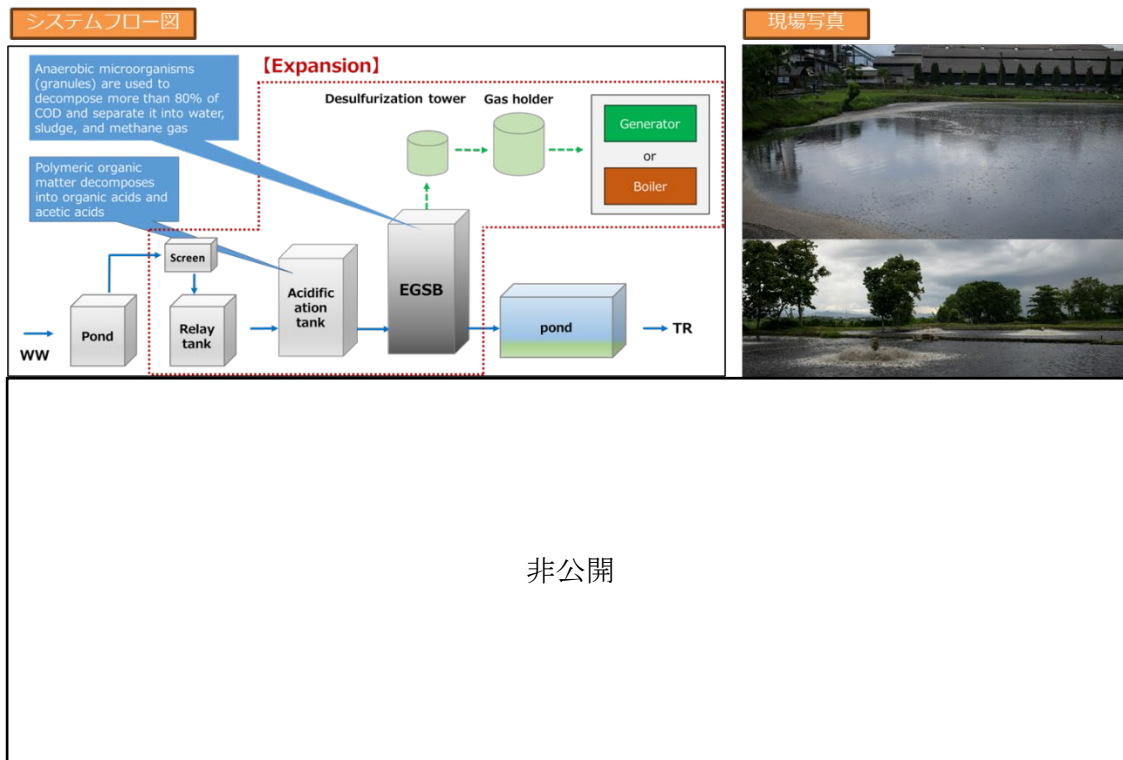 システムフロー図
現場写真
Anaerobic microorganisms
(granules) are used to
decompose more than 80% of
COD and separate it into water,
sludge, and methane gas
【Expansion】
Desulfurization tower
Gas holder
Generator
or
Boiler
Polymeric organic
matter decomposes
into organic acids and
acetic acids
Screen
WW
Pond
Relay
tank
Acidific
ation
tank
EGSB
pond
TR
非公開